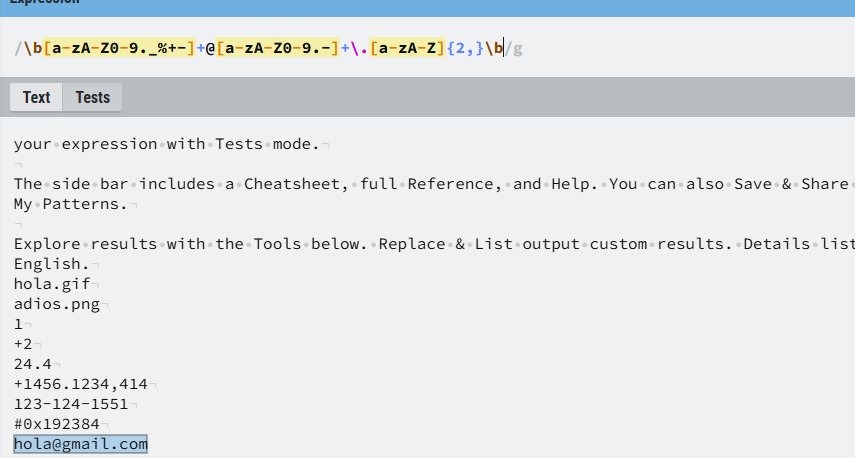 Expression
/\b[a-zA-Z0-9._%+-]+@[a-zA-Z0-9.-]+\.[a-zA-Z]{2,}\b/g
Text Tests
your·expression·with·Tests·mode.¬
¬
The·side·bar·includes·a·Cheatsheet,·full·Reference,·and·Help.·You·can·also·Save·&·Share·
My·Patterns.¬
¬
Explore·results·with·the·Tools·below.·Replace·&·List·output·custom·results.·Details·list
English.¬
hola.gif¬
adios.png¬
1¬
+2¬
24.4¬
+1456.1234,414¬
123-124-1551¬
#0x192384¬
hola@gmail.com